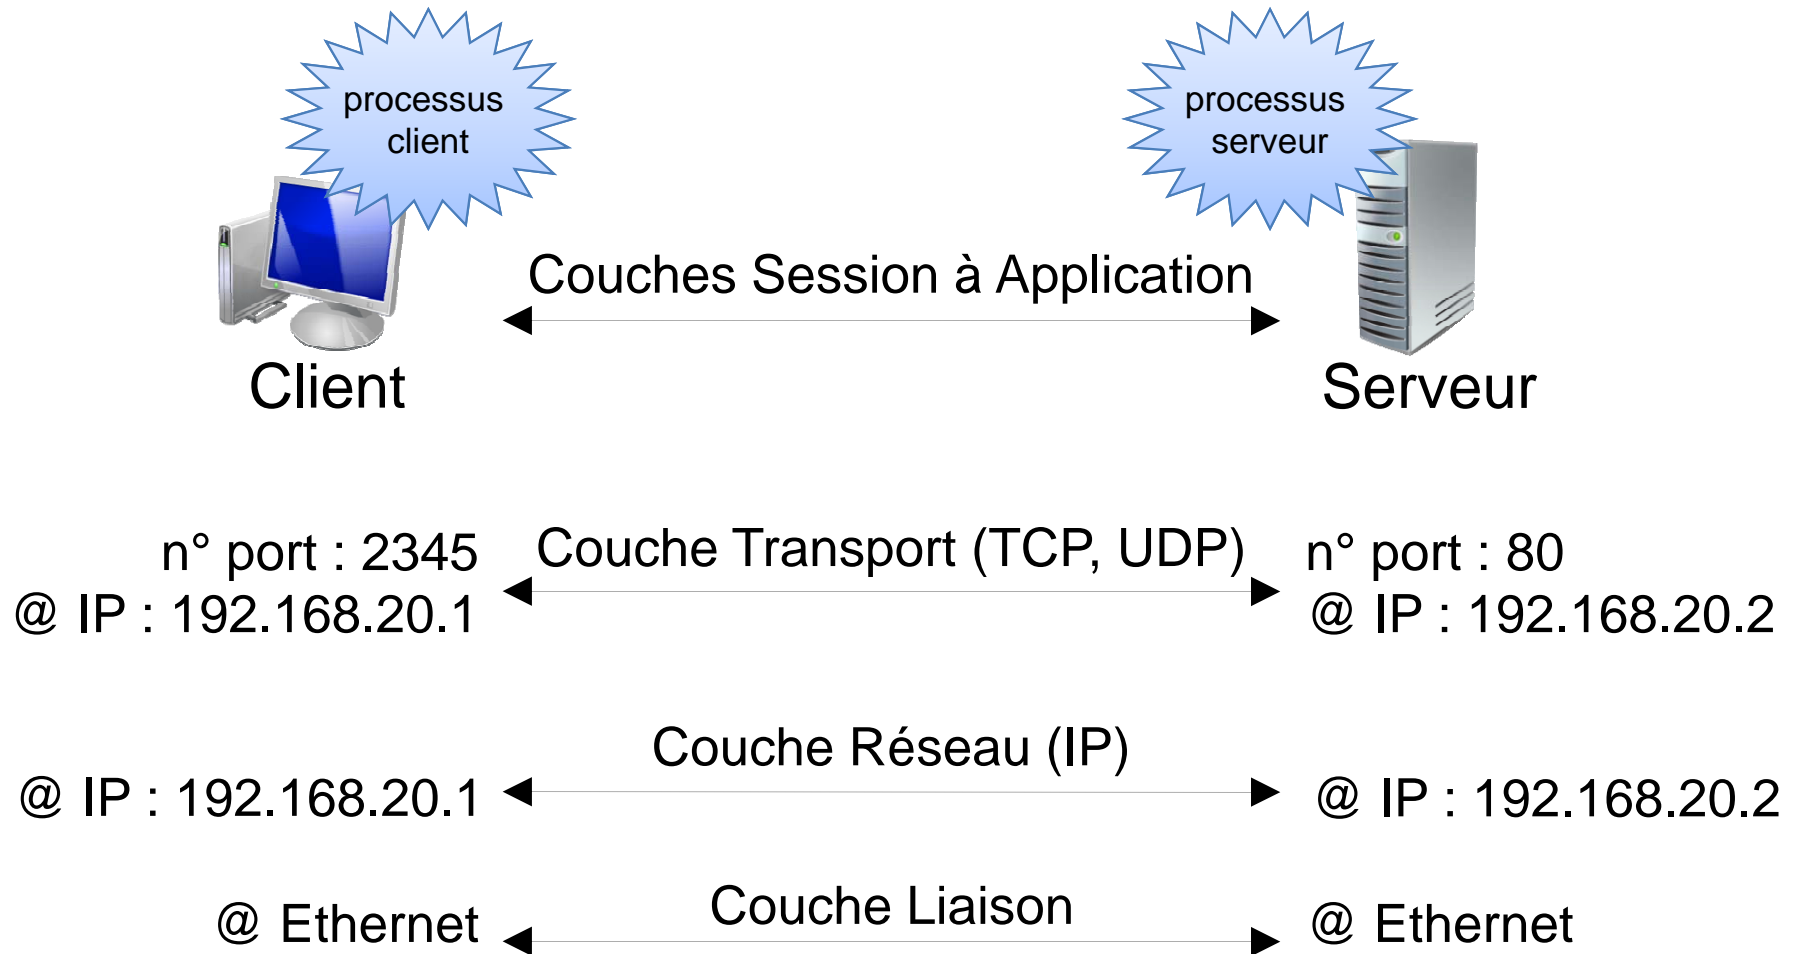 processus
client
processus
serveur
Couches Session à Application
Client
Serveur
n° port : 2345
@ IP : 192.168.20.1
Couche Transport (TCP, UDP)
n° port : 80
@ IP : 192.168.20.2
Couche Réseau (IP)
@ IP : 192.168.20.1
@ IP : 192.168.20.2
Couche Liaison
@ Ethernet
@ Ethernet